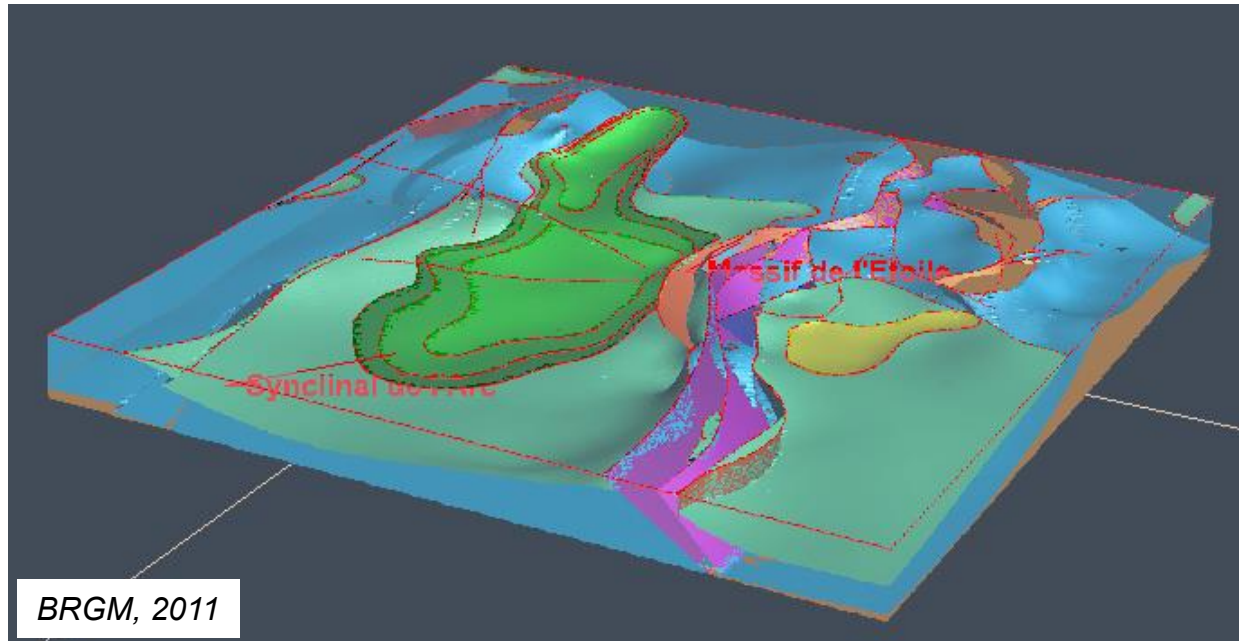 Massif de l'Etoile
Synclinal de l'Arc
BRGM, 2011